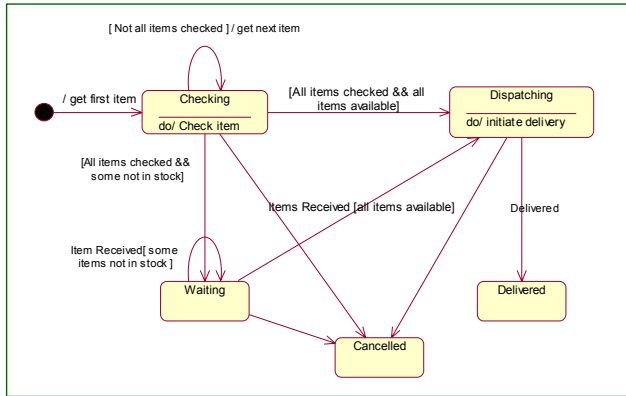 [ Not all items checked ] / get next item
/ get first item
Checking
do/ Check item
[All items checked && all
items available]
Dispatching
do/ initiate delivery
[All items checked &&
some not in stock]
Items Received [all items available]
Delivered
Item Received[ some
items not in stock ]
Waiting
Delivered
Cancelled